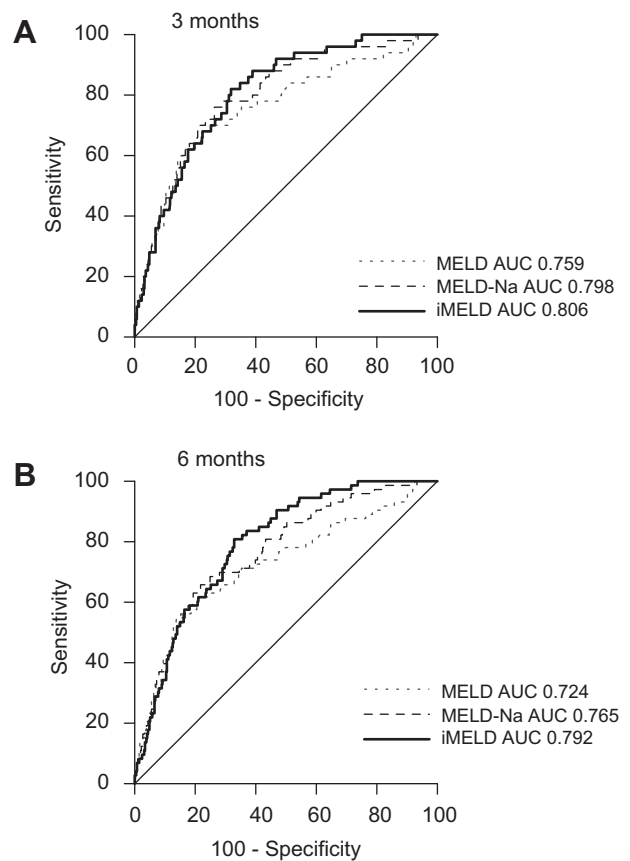 A
3 months
100
80
60
40
20
0
Sensitivity
MELD AUC 0.759
MELD-Na AUC 0.798
iMELD AUC 0.806
0 20 40 60 80 100
100 - Specificity
B
6 months
100
80
60
40
20
0
Sensitivity
MELD AUC 0.724
MELD-Na AUC 0.765
iMELD AUC 0.792
0 20 40 60 80 100
100 - Specificity